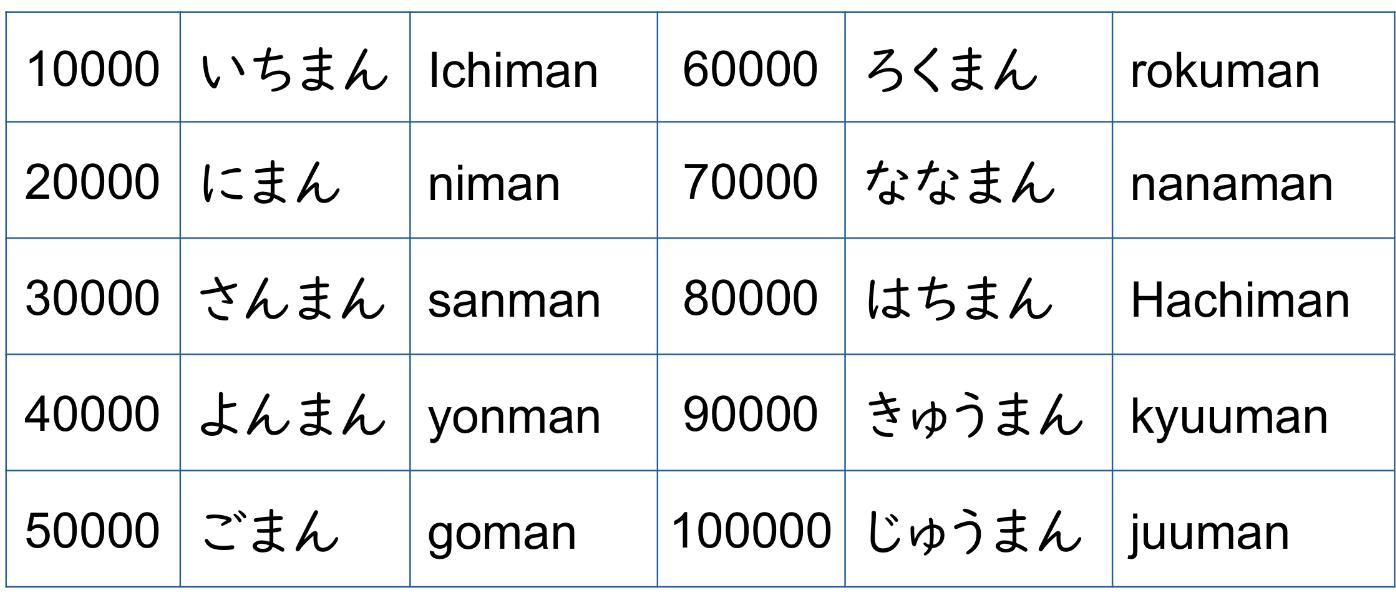 10000 いちまん Ichiman 60000 ろくまん rokuman
20000 にまん niman 70000 ななまん nanaman
30000 さんまん sanman 80000 はちまん Hachiman
40000 よんまん yonman 90000 きゅうまん kyuuman
50000 ごまん goman 100000 じゅうまん juuman